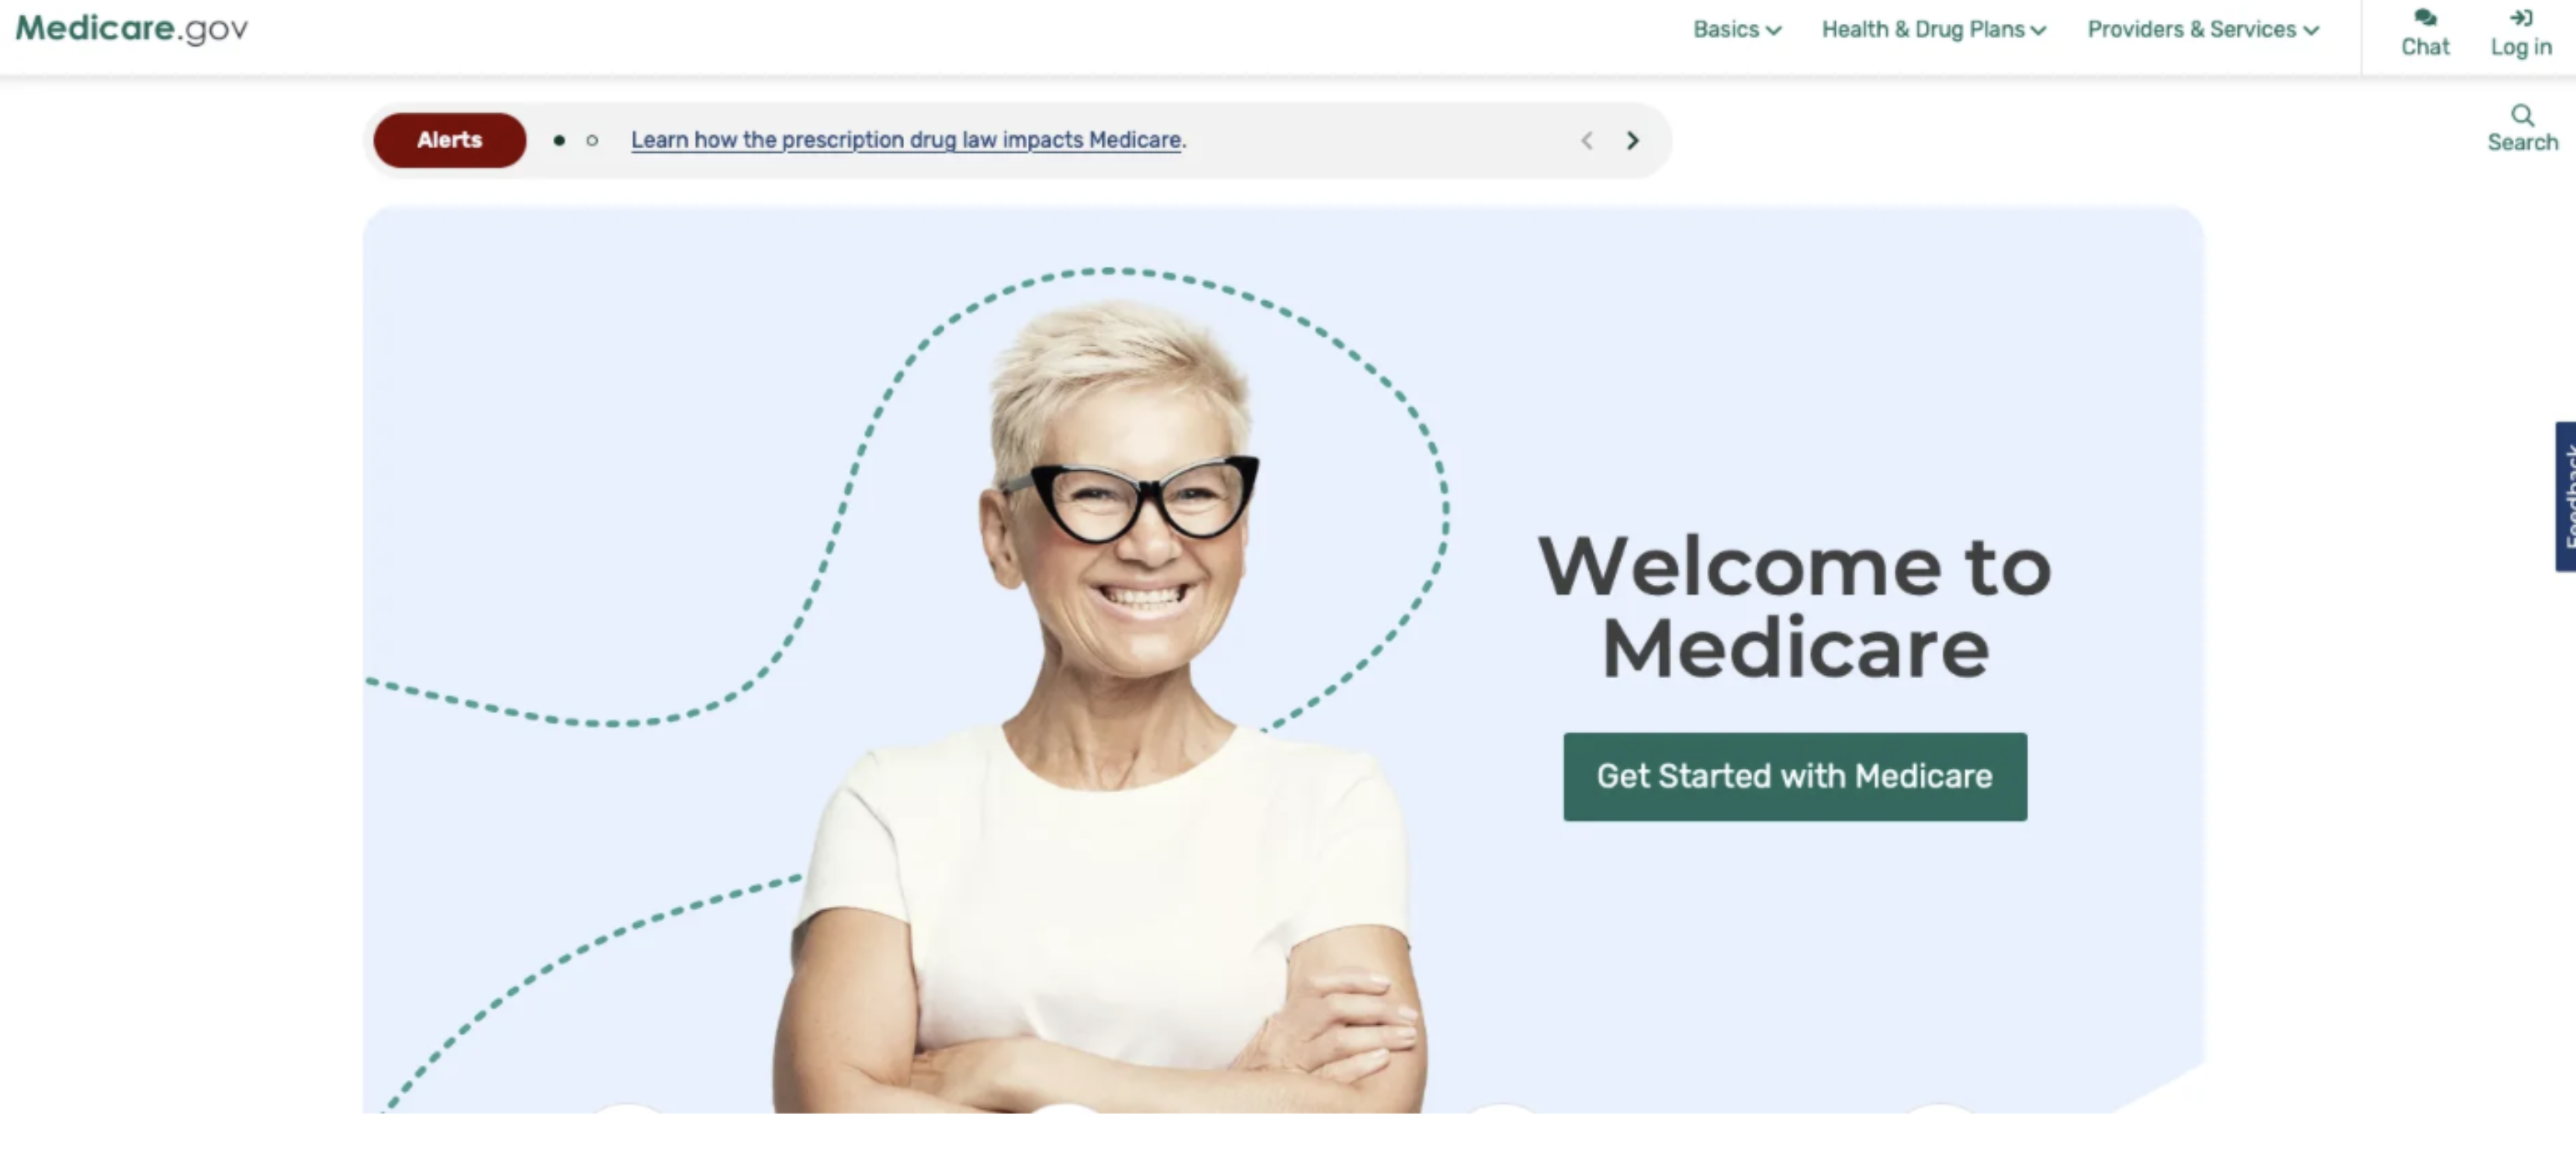 Medicare.gov
Basics
Health & Drug Plans
Providers & Services
Chat
Log in
Alerts
Learn how the prescription drug law impacts Medicare.
Search
Feedback
Welcome to
Medicare
Get Started with Medicare